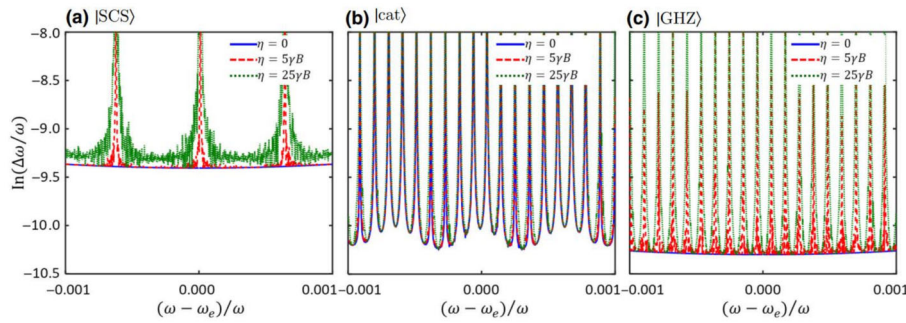 (a) |SCS⟩
(b) |cat⟩
(c) |GHZ⟩
η = 0
η = 5γB
η = 25γB
η = 0
η = 5γB
η = 25γB
η = 0
η = 5γB
η = 25γB
ln(Δω/ω)
−8.0
−8.5
−9.0
−9.5
−10.0
−10.5
−0.001 0.000 0.001
−0.001 0.000 0.001
−0.001 0.000 0.001
(ω − ωₑ)/ω
(ω − ωₑ)/ω
(ω − ωₑ)/ω